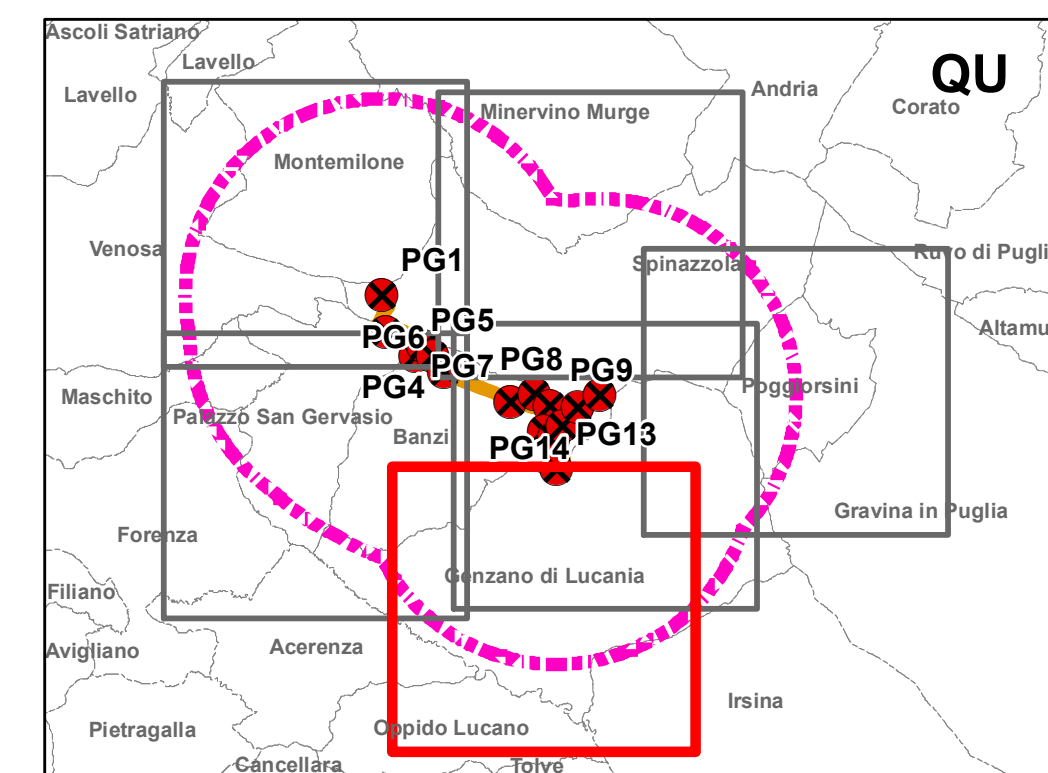 Ascoli Satriano
Lavello
QU
Lavello
Andria
Corato
Minervino Murge
Montemilone
Venosa
Ruvo di Pugli
PG1
Spinazzola
PG5
Altamu
PG6
PG8
PG7
PG9
PG4
Poggiorsini
Maschito
Palazzo San Gervasio
Banzi
PG13
PG14
Gravina in Puglia
Forenza
Genzano di Lucania
Filiano
Acerenza
Avigliano
Irsina
Pietragalla
Oppido Lucano
Cancellara
Tolve